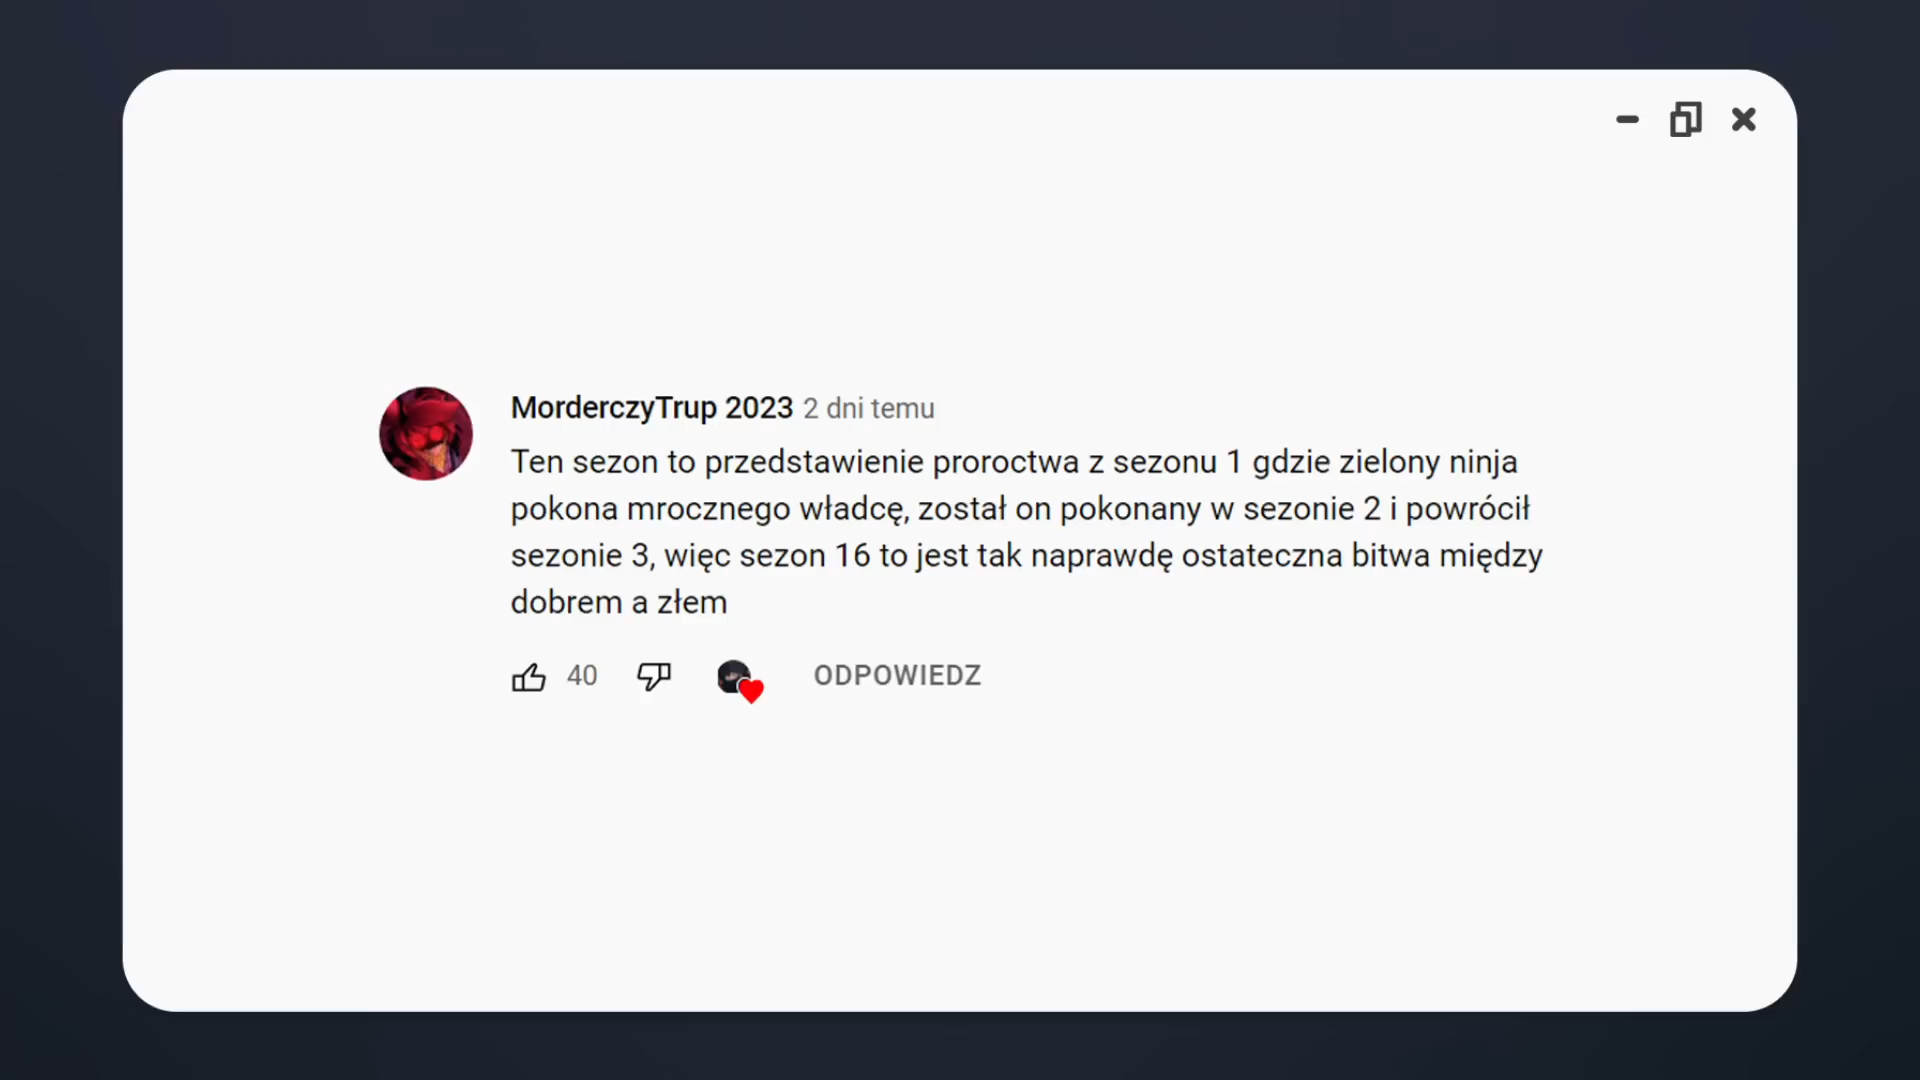 MorderczyTrup 2023 2 dni temu
Ten sezon to przedstawienie proroctwa z sezonu 1 gdzie zielony ninja
pokona mrocznego władcę, został on pokonany w sezonie 2 i powrócił
sezonie 3, więc sezon 16 to jest tak naprawdę ostateczna bitwa między
dobrem a złem
40 ODPOWIEDZ